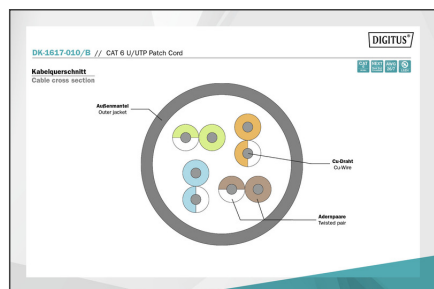 DIGITUS®
DK-1617-010/B // CAT 6 U/UTP Patch Cord
Kabelquerschnitt
Cable cross section
Außenmantel
Outer jacket
Cu-Draht
Cu-Wire
Adernpaare
Twisted pair